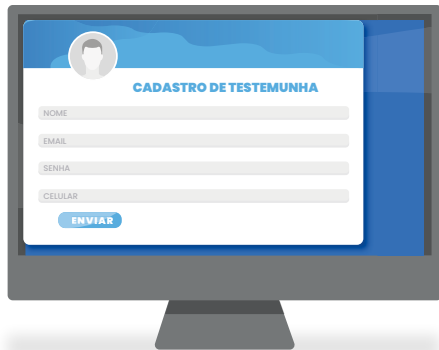 CADASTRO DE TESTEMUNHA
NOME
EMAIL
SENHA
CELULAR
ENVIAR